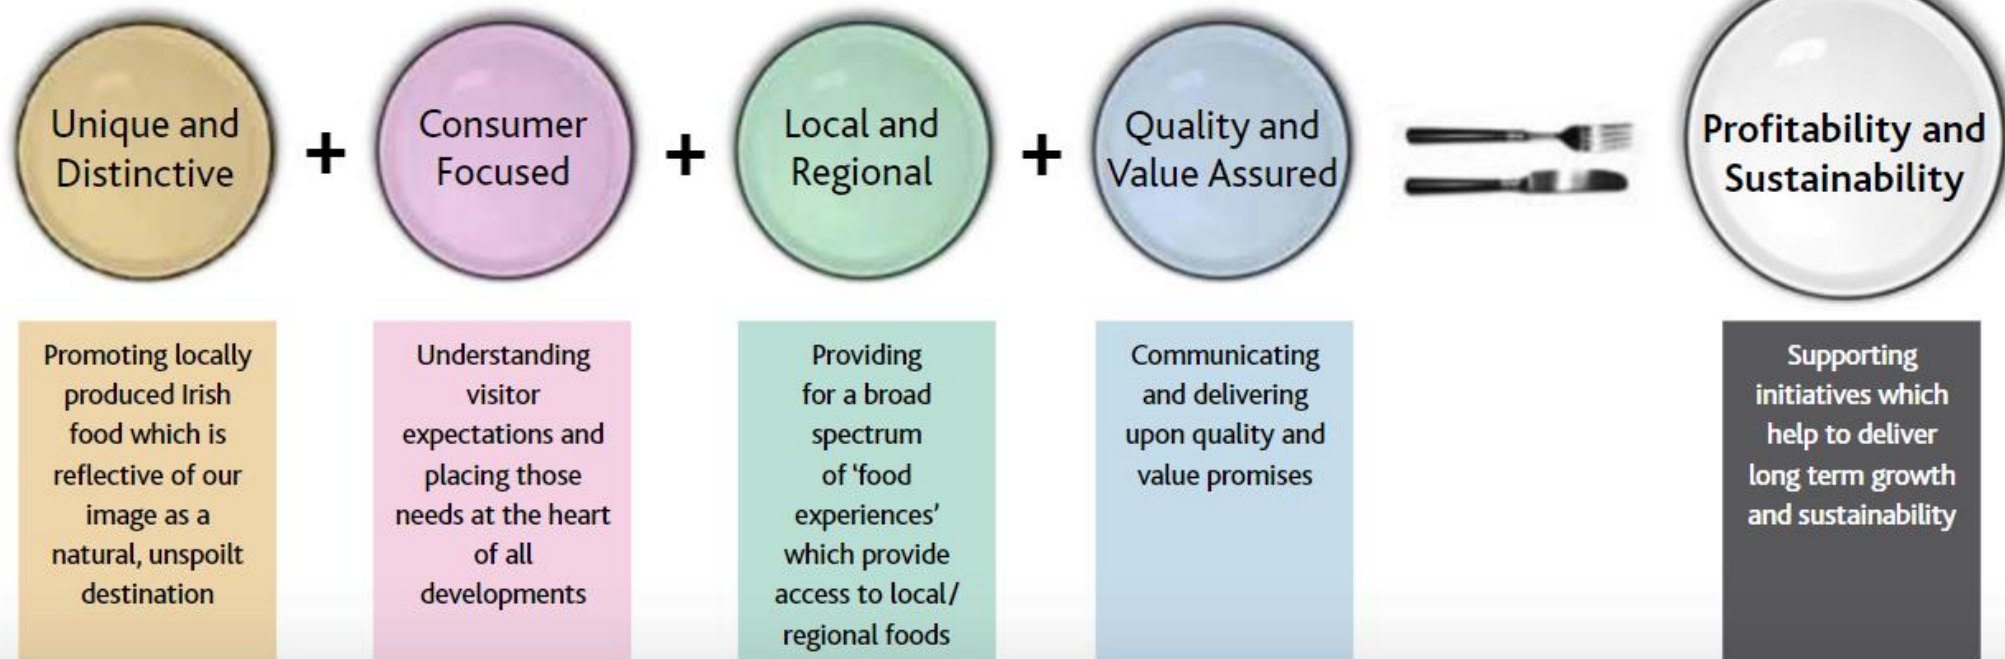 Unique and
Distinctive
+
Consumer
Focused
+
Local and
Regional
+
Quality and
Value Assured
Profitability and
Sustainability
Promoting locally
produced Irish
food which is
reflective of our
image as a
natural, unspoilt
destination
Understanding
visitor
expectations and
placing those
needs at the heart
of all
developments
Providing
for a broad
spectrum
of ‘food
experiences’
which provide
access to local/
regional foods
Communicating
and delivering
upon quality and
value promises
Supporting
initiatives which
help to deliver
long term growth
and sustainability